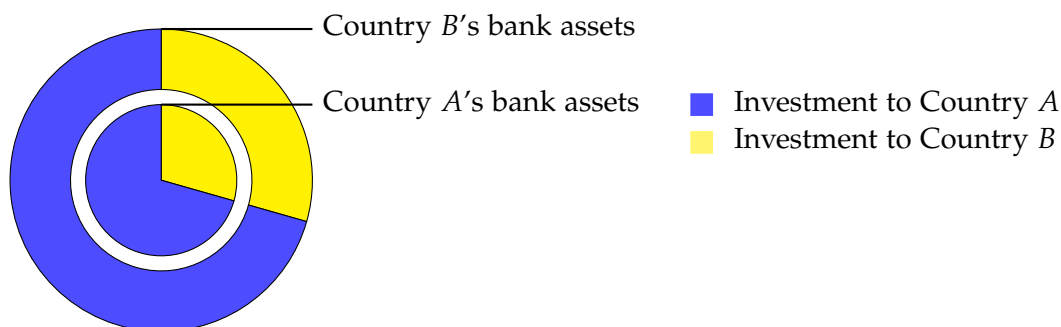 Country B's bank assets
Country A's bank assets
Investment to Country A
Investment to Country B